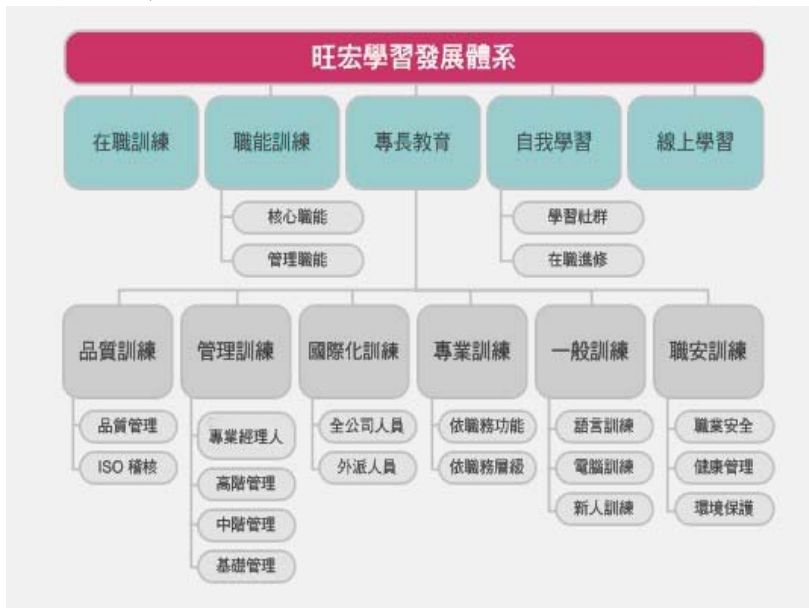 旺宏學習發展體系
在職訓練
職能訓練
專長教育
自我學習
線上學習
核心職能
管理職能
學習社群
在職進修
品質訓練
管理訓練
國際化訓練
專業訓練
一般訓練
職安訓練
品質管理
ISO 稽核
專業經理人
高階管理
中階管理
基礎管理
全公司人員
外派人員
依職務功能
依職務層級
語言訓練
電腦訓練
新人訓練
職業安全
健康管理
環境保護